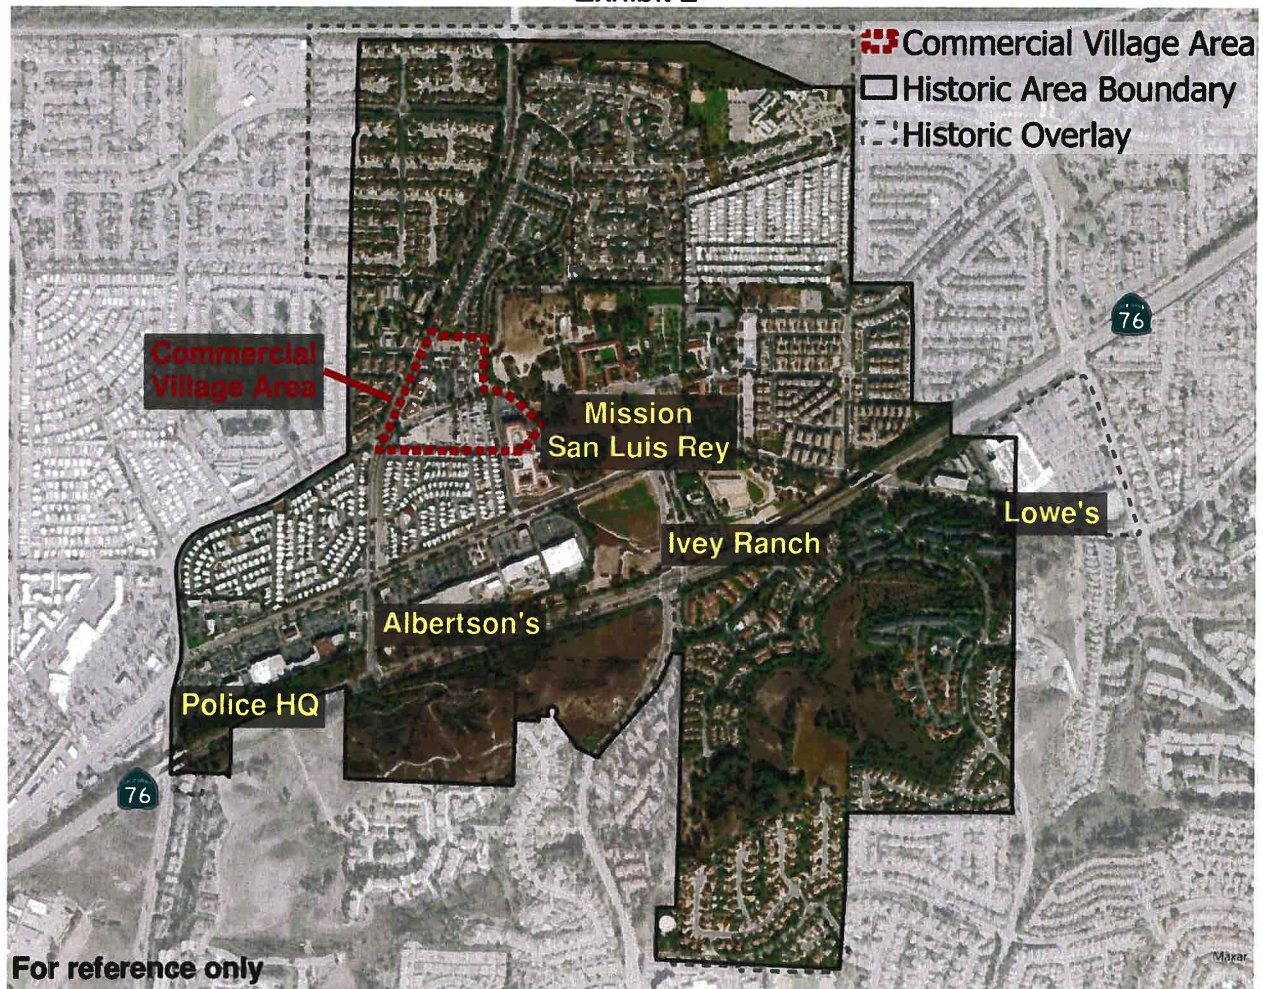 Commercial Village Area
Historic Area Boundary
Historic Overlay
76
Commercial
Village Area
Mission
San Luis Rey
Lowe's
Ivey Ranch
Albertson's
Police HQ
76
For reference only
Maxar